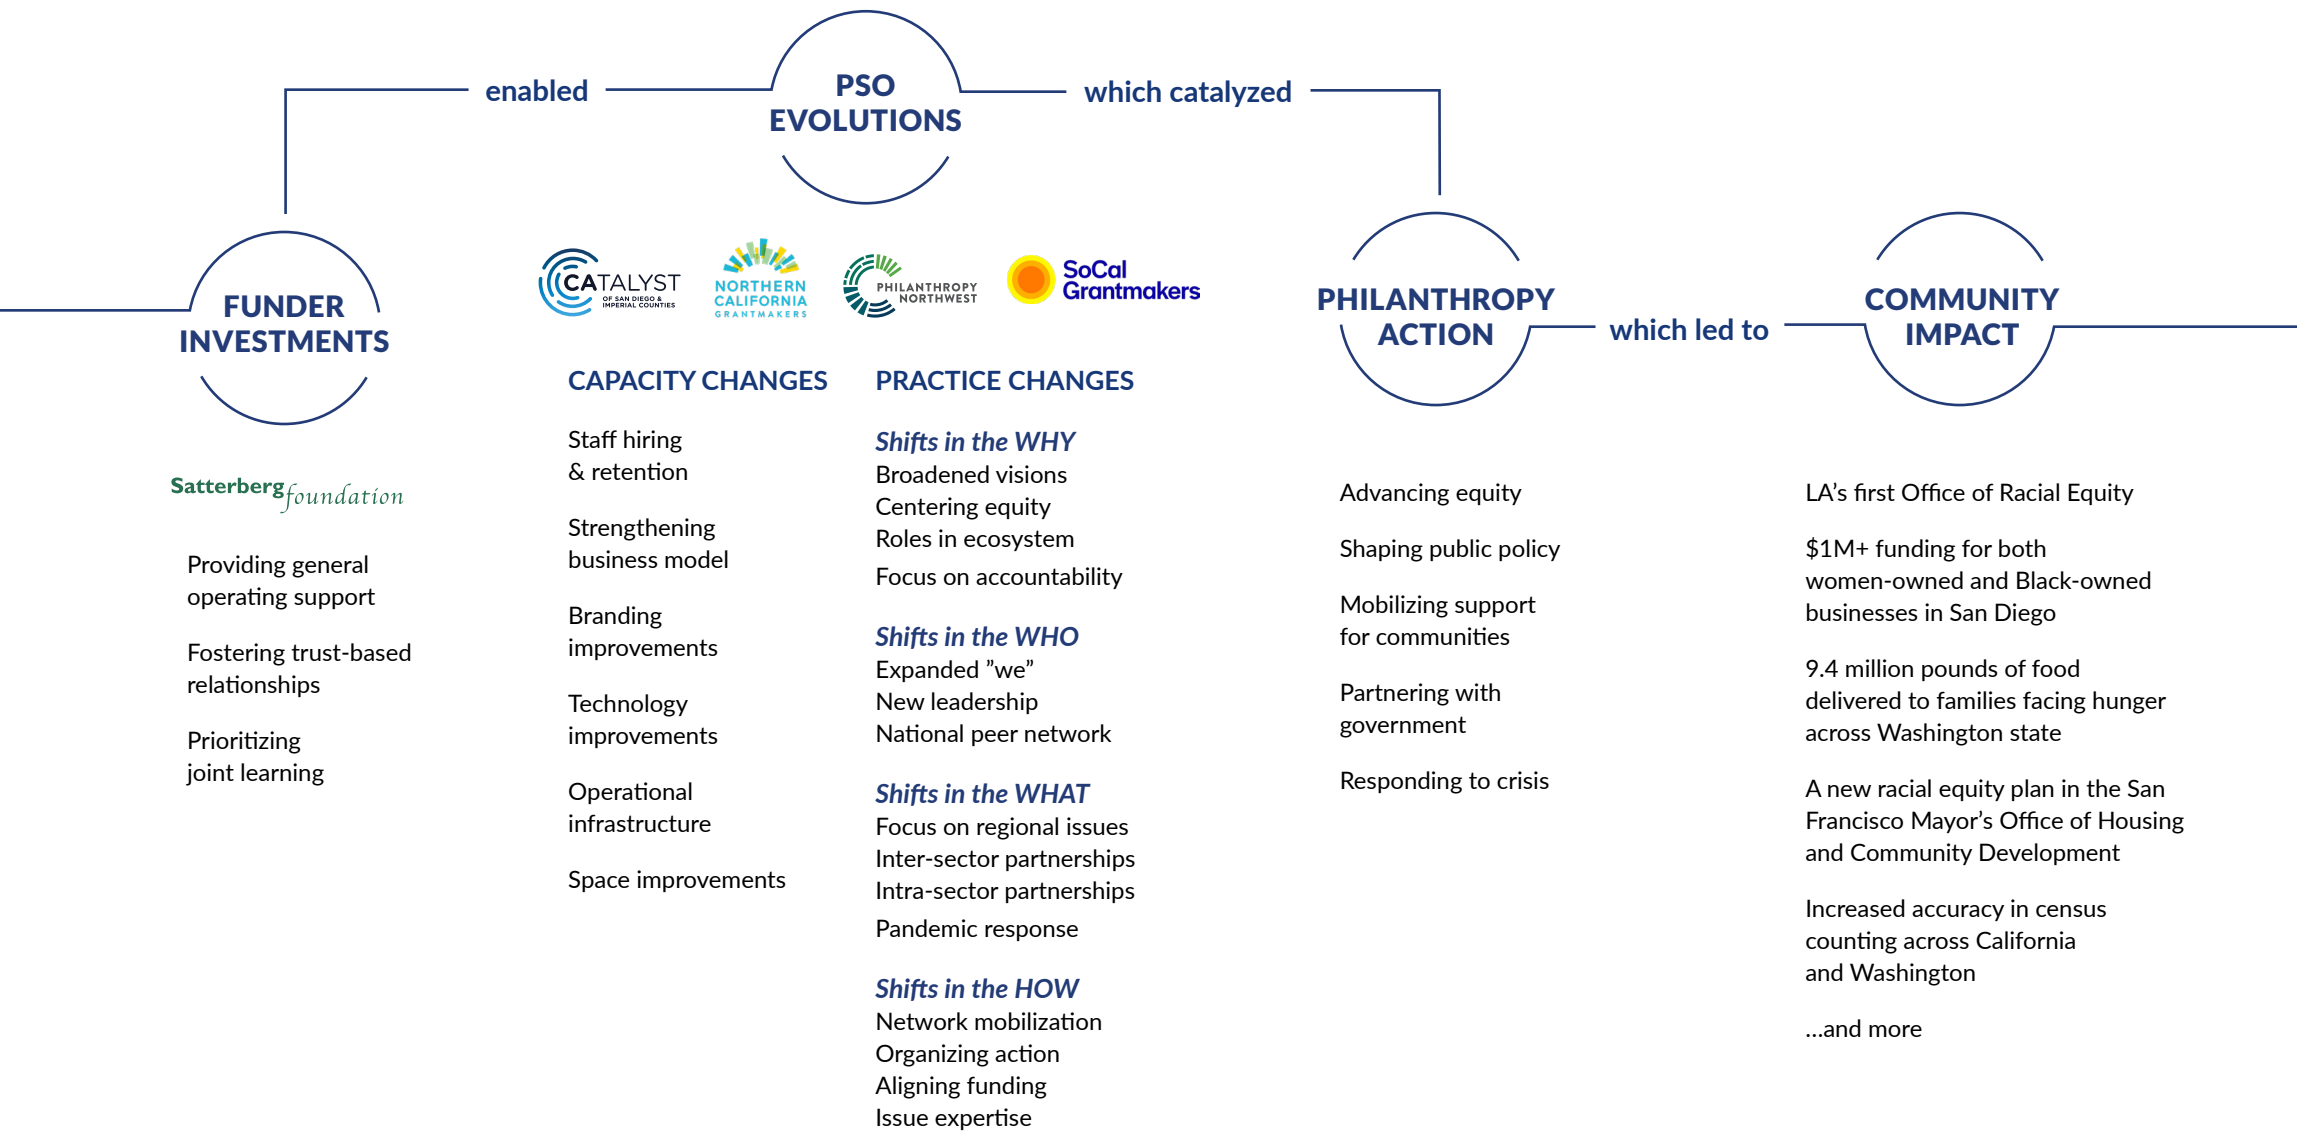 enabled
PSO
EVOLUTIONS
which catalyzed
FUNDER
INVESTMENTS
Satterberg foundation
Providing general
operating support
Fostering trust-based
relationships
Prioritizing
joint learning
CATALYST
OF SAN DIEGO &
IMPERIAL COUNTIES
NORTHERN
CALIFORNIA
GRANTMAKERS
PHILANTHROPY
NORTHWEST
SoCal
Grantmakers
CAPACITY CHANGES
Staff hiring
& retention
Strengthening
business model
Branding
improvements
Technology
improvements
Operational
infrastructure
Space improvements
PRACTICE CHANGES
Shifts in the WHY
Broadened visions
Centering equity
Roles in ecosystem
Focus on accountability
Shifts in the WHO
Expanded ”we”
New leadership
National peer network
Shifts in the WHAT
Focus on regional issues
Inter-sector partnerships
Intra-sector partnerships
Pandemic response
Shifts in the HOW
Network mobilization
Organizing action
Aligning funding
Issue expertise
PHILANTHROPY
ACTION
Advancing equity
Shaping public policy
Mobilizing support
for communities
Partnering with
government
Responding to crisis
which led to
COMMUNITY
IMPACT
LA’s first Office of Racial Equity
$1M+ funding for both
women-owned and Black-owned
businesses in San Diego
9.4 million pounds of food
delivered to families facing hunger
across Washington state
A new racial equity plan in the San
Francisco Mayor’s Office of Housing
and Community Development
Increased accuracy in census
counting across California
and Washington
...and more